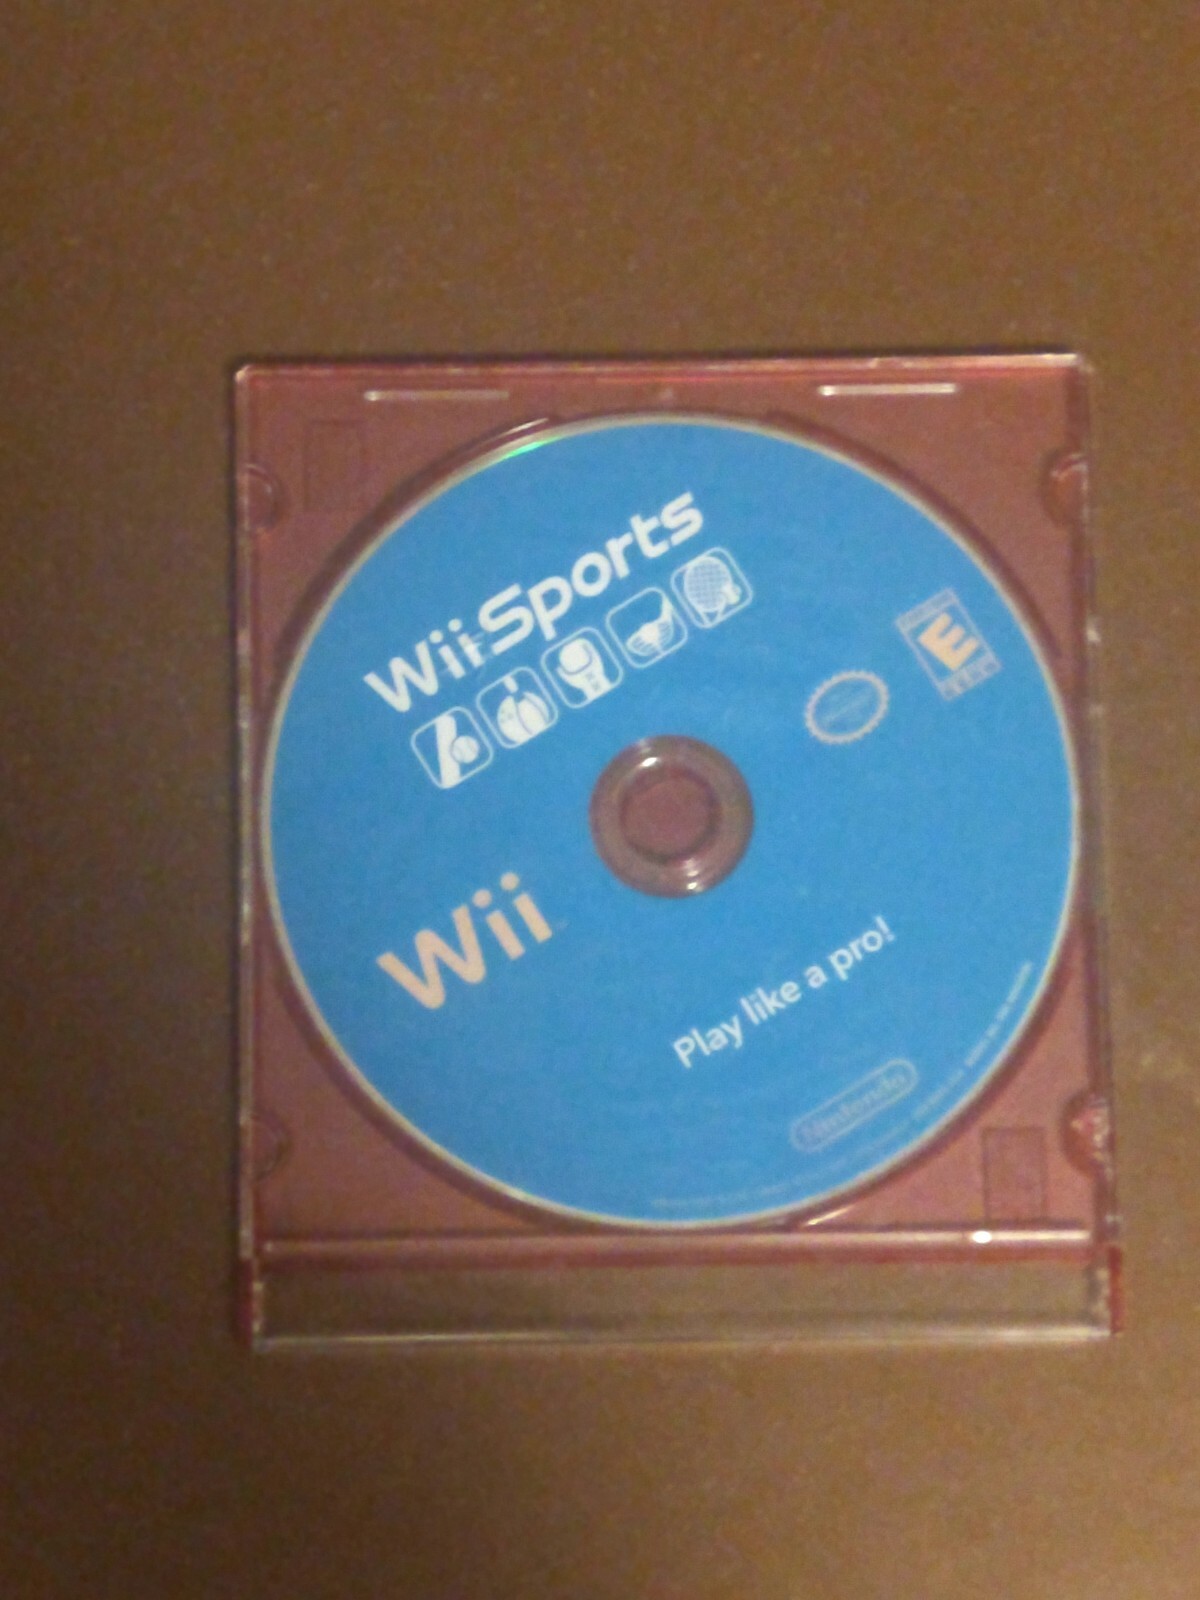 Wii Sports
E
Wii
Play like a pro!
Nintendo